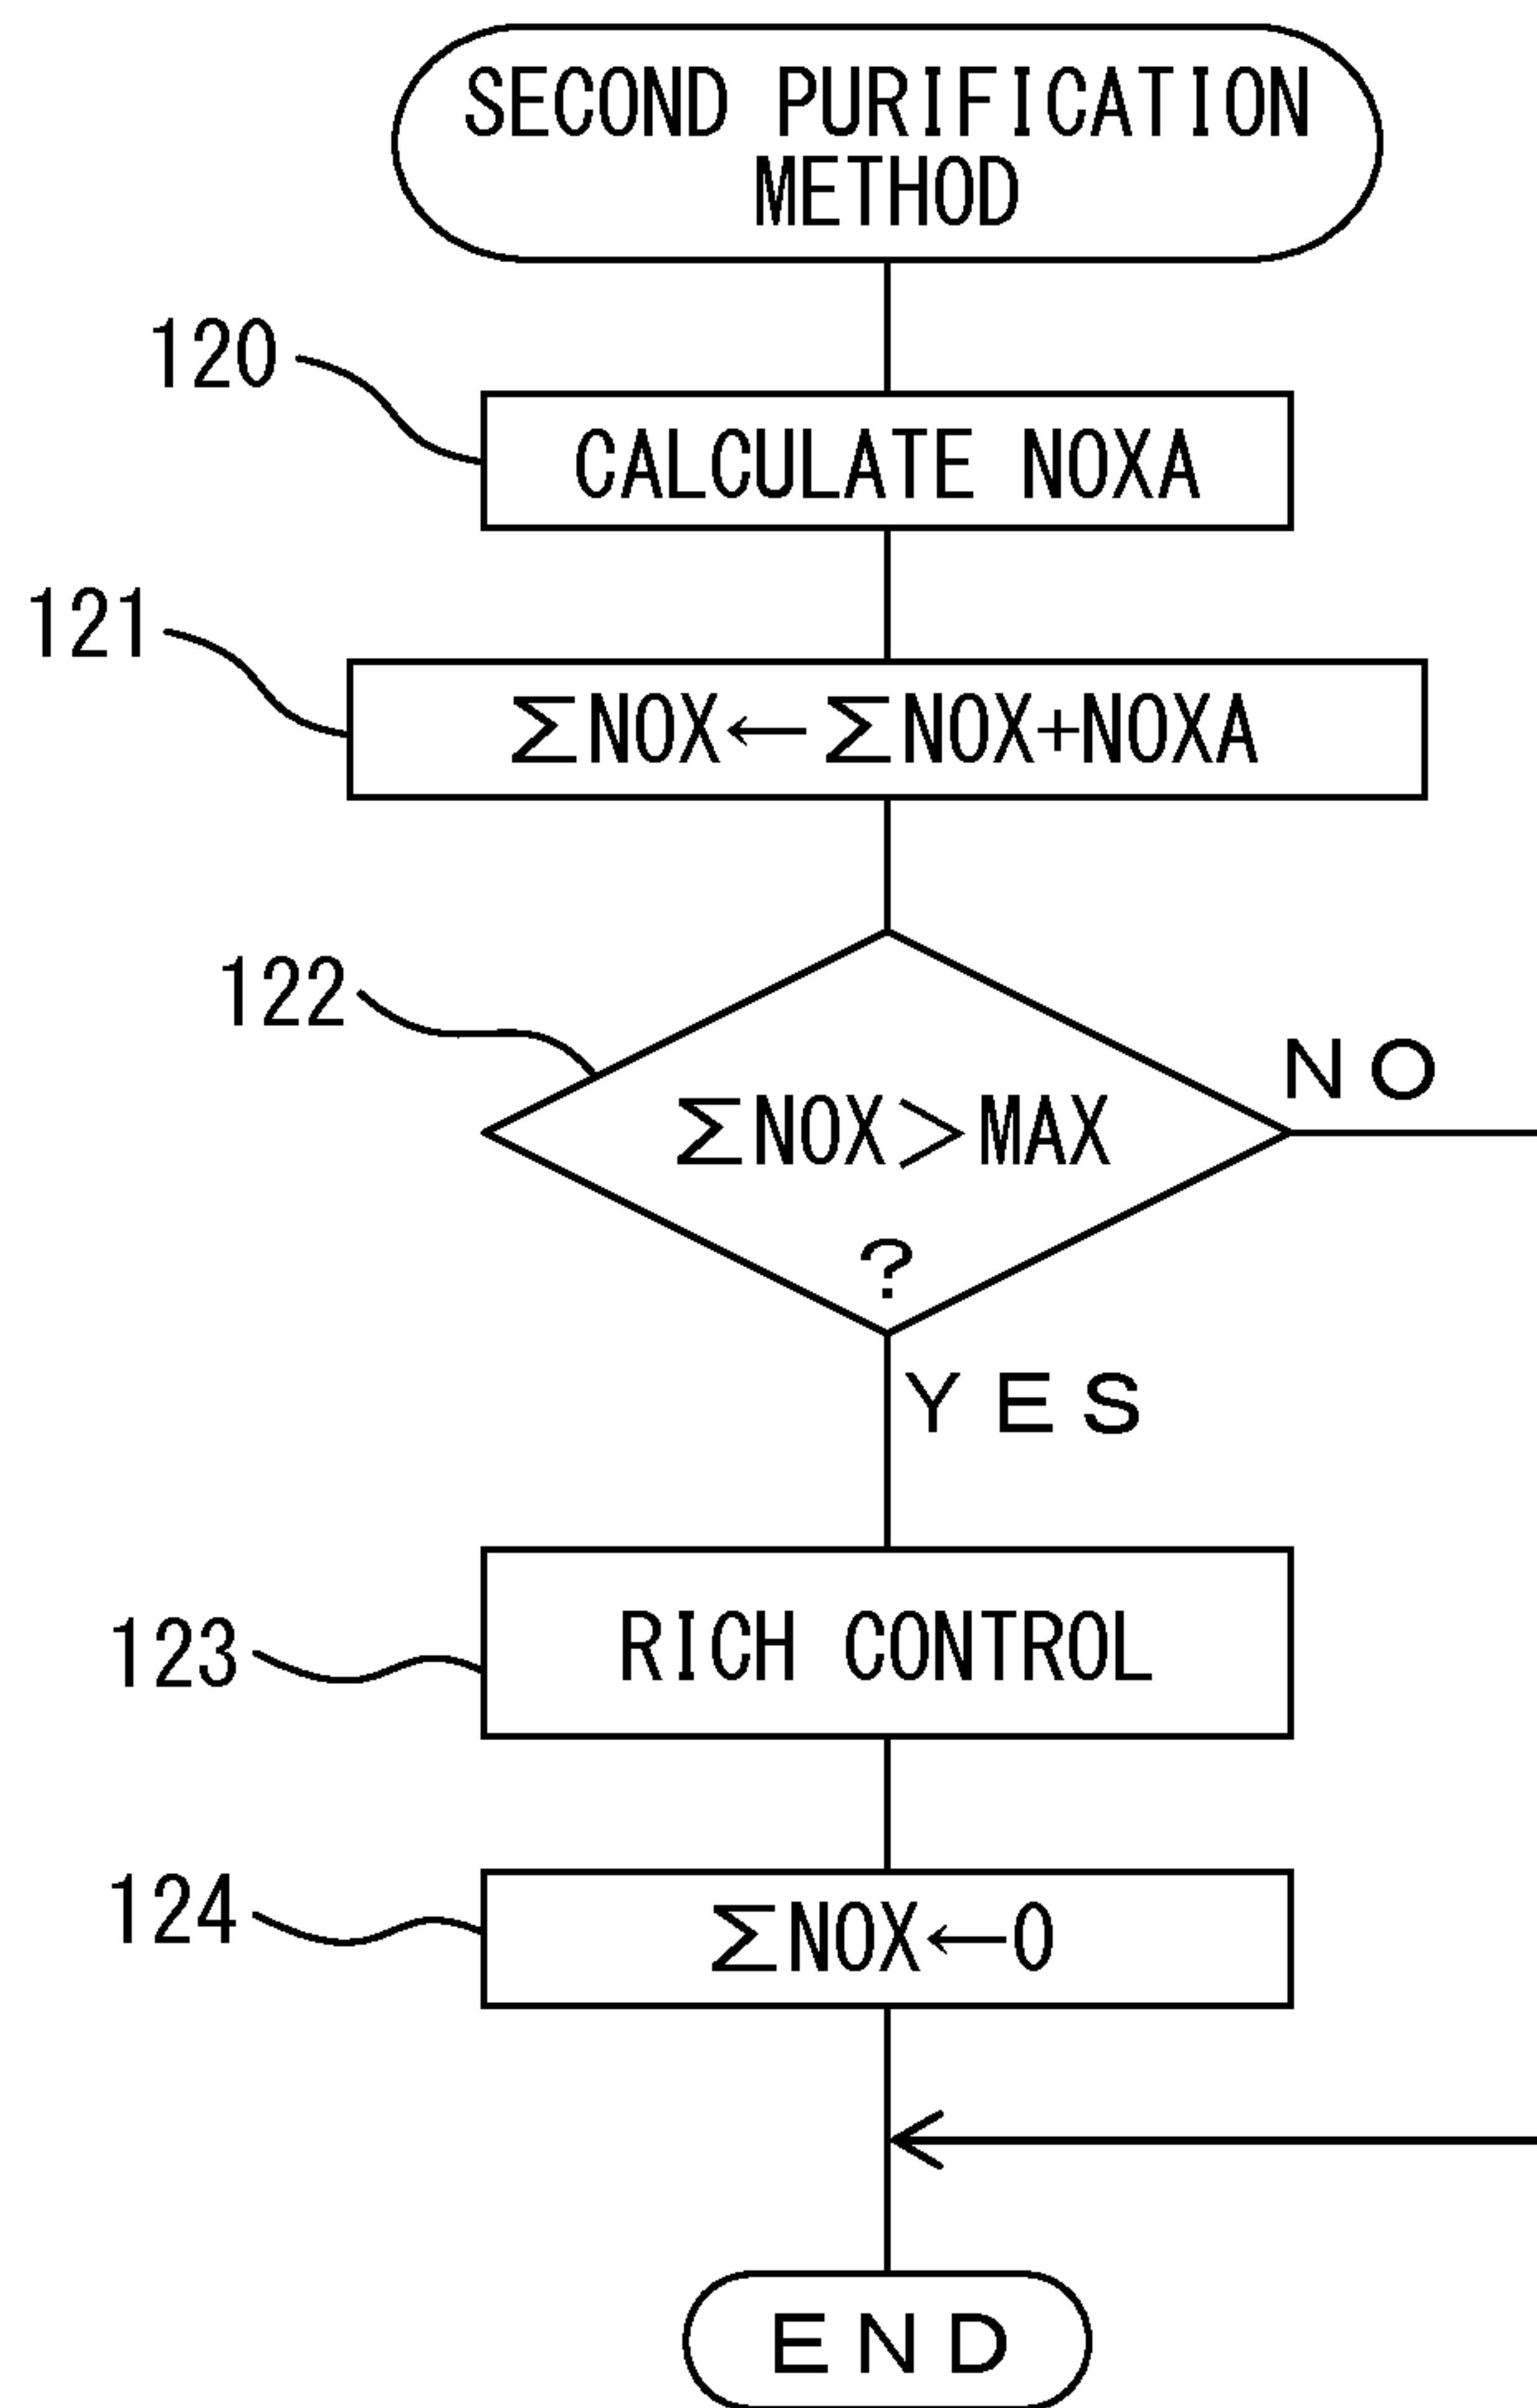 SECOND PURIFICATION
METHOD
120
CALCULATE NOXA
121
ΣNOX←ΣNOX+NOXA
122
ΣNOX>MAX
?
NO
YES
123
RICH CONTROL
124
ΣNOX←0
END